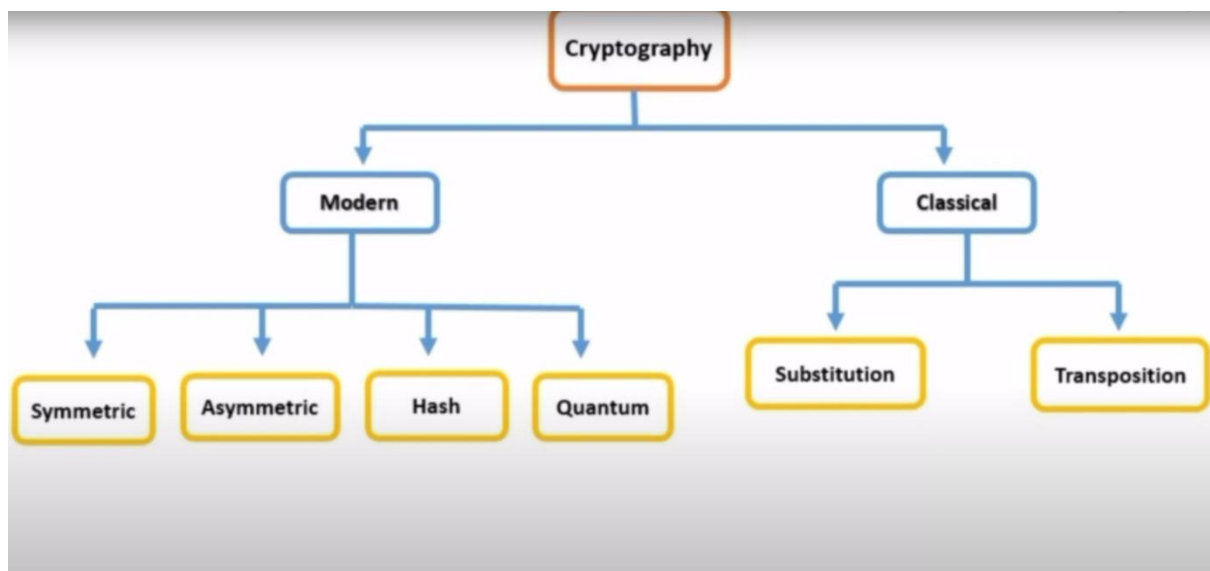 Cryptography
Modern
Classical
Symmetric
Asymmetric
Hash
Quantum
Substitution
Transposition